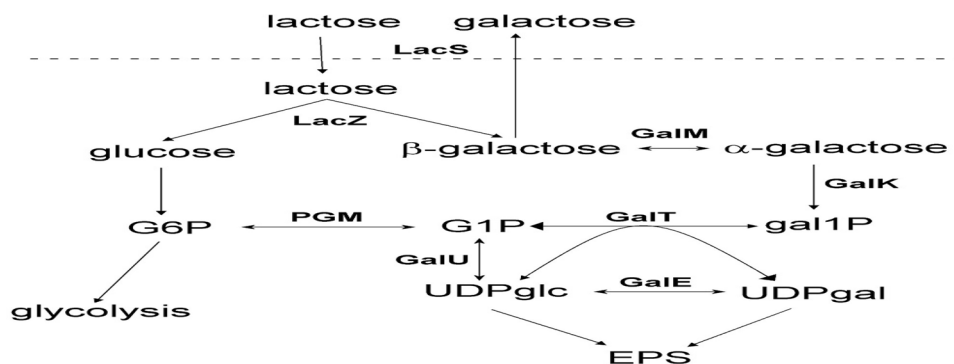 lactose galactose
LacS
lactose
LacZ GalM
glucose β-galactose α-galactose
GalK
G6P PGM G1P GalT gal1P
GalU
UDPglc GalE UDPgal
glycolysis
EPS